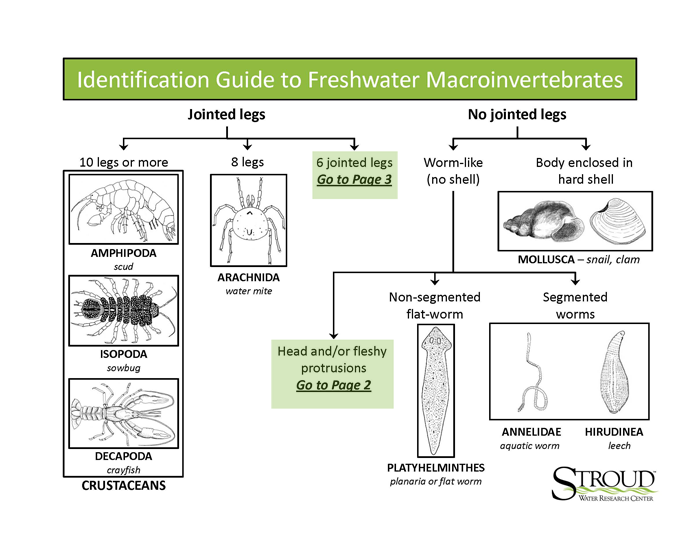 Identification Guide to Freshwater Macroinvertebrates
Jointed legs
No jointed legs
10 legs or more
8 legs
6 jointed legs
Go to Page 3
Worm-like
(no shell)
Body enclosed in
hard shell
AMPHIPODA
scud
ARACHNIDA
water mite
MOLLUSCA – snail, clam
ISOPODA
sowbug
Head and/or fleshy
protrusions
Go to Page 2
Non-segmented
flat-worm
Segmented
worms
DECAPODA
crayfish
CRUSTACEANS
PLATYHELMINTHES
planaria or flat worm
ANNELIDAE
aquatic worm
HIRUDINEA
leech
STROUD
WATER RESEARCH CENTER